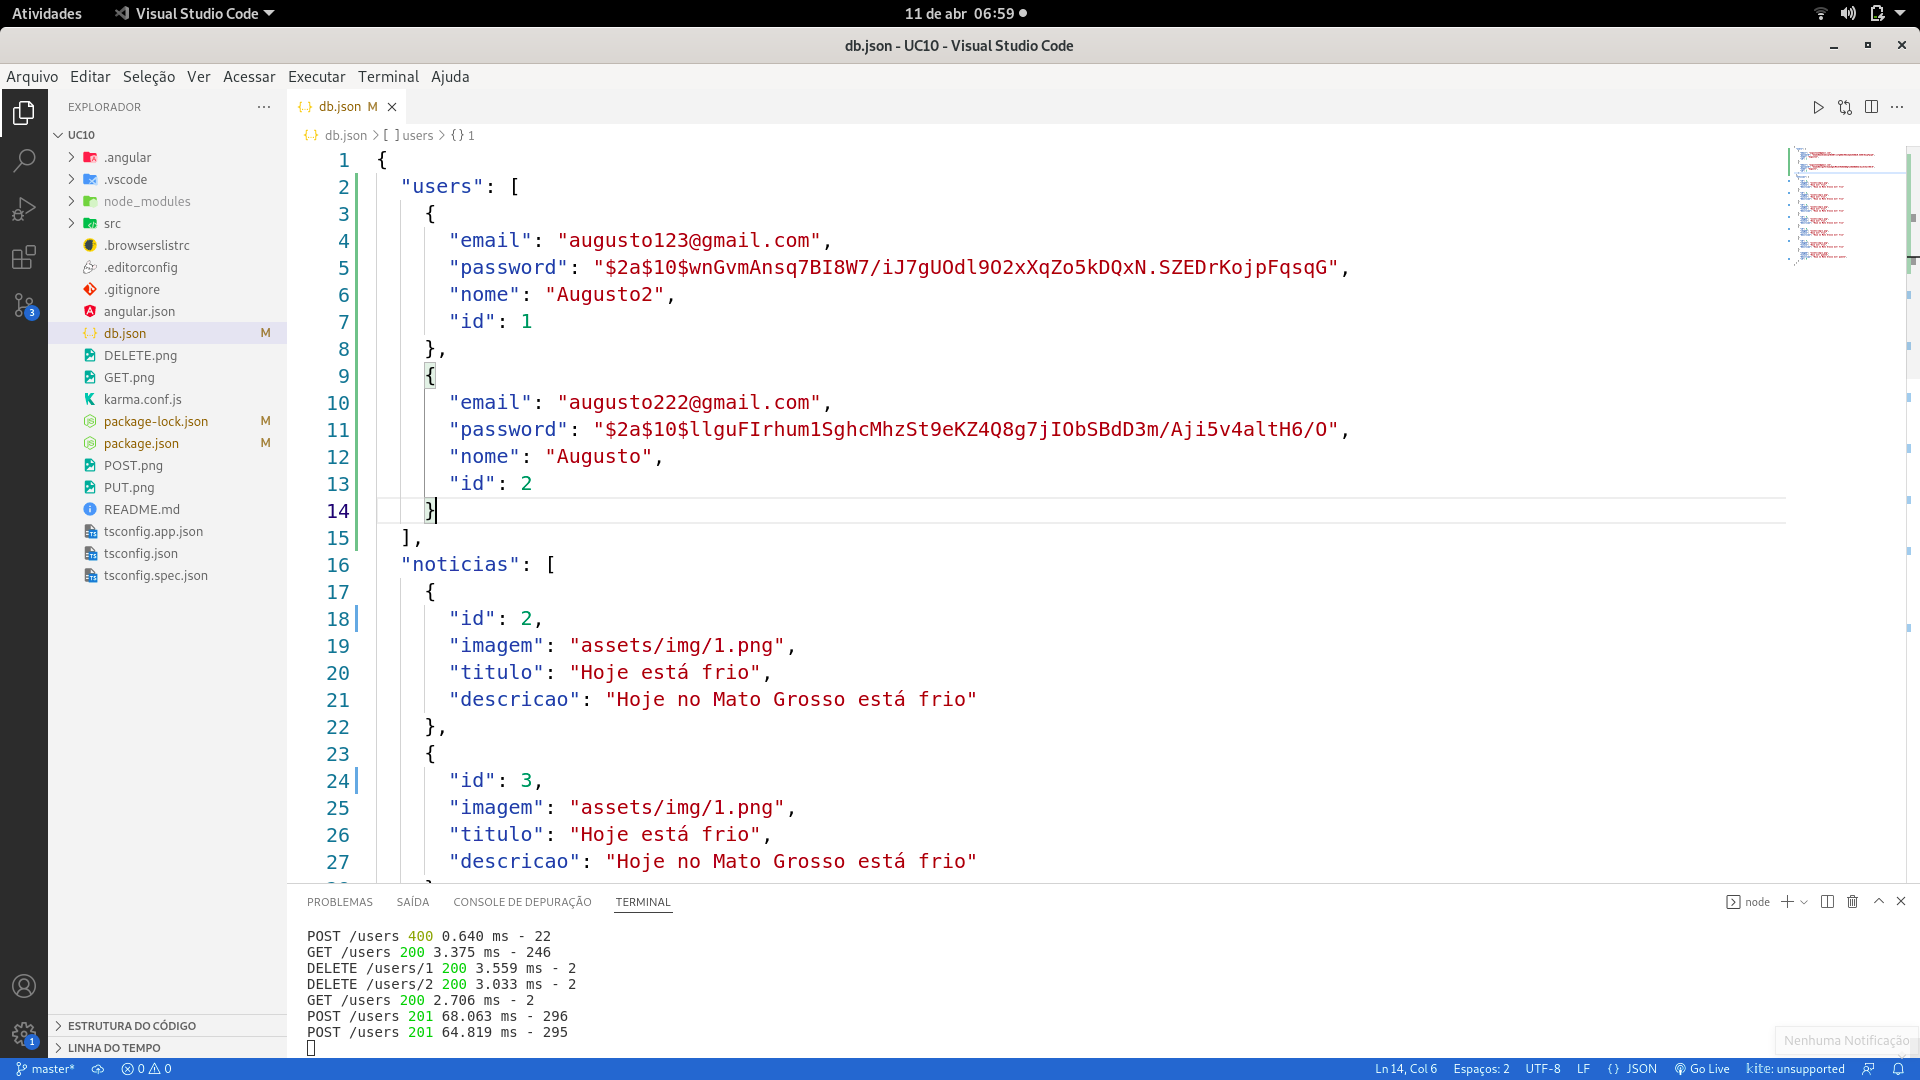 Atividades
Visual Studio Code
11 de abr 06:59
db.json - UC10 - Visual Studio Code
Arquivo Editar Seleção Ver Acessar Executar Terminal Ajuda
EXPLORADOR
UC10
.angular
.vscode
node_modules
src
.browserslistrc
.editorconfig
.gitignore
angular.json
db.json M
DELETE.png
GET.png
karma.conf.js
package-lock.json M
package.json M
POST.png
PUT.png
README.md
tsconfig.app.json
tsconfig.json
tsconfig.spec.json
ESTRUTURA DO CÓDIGO
LINHA DO TEMPO
3
1
db.json M
db.json > [ ] users > { } 1
1 {
2 "users": [
3 {
4 "email": "augusto123@gmail.com",
5 "password": "$2a$10$wnGvmAnsq7BI8W7/iJ7gUOdl9O2xXqZo5kDQxN.SZEDrKojpFqsqG",
6 "nome": "Augusto2",
7 "id": 1
8 },
9 {
10 "email": "augusto222@gmail.com",
11 "password": "$2a$10$llguFIrhum1SghcMhzSt9eKZ4Q8g7jIObSBdD3m/Aji5v4altH6/O",
12 "nome": "Augusto",
13 "id": 2
14 }
15 ],
16 "noticias": [
17 {
18 "id": 2,
19 "imagem": "assets/img/1.png",
20 "titulo": "Hoje está frio",
21 "descricao": "Hoje no Mato Grosso está frio"
22 },
23 {
24 "id": 3,
25 "imagem": "assets/img/1.png",
26 "titulo": "Hoje está frio",
27 "descricao": "Hoje no Mato Grosso está frio"
PROBLEMAS SAÍDA CONSOLE DE DEPURAÇÃO TERMINAL
node
POST /users 400 0.640 ms - 22
GET /users 200 3.375 ms - 246
DELETE /users/1 200 3.559 ms - 2
DELETE /users/2 200 3.033 ms - 2
GET /users 200 2.706 ms - 2
POST /users 201 68.063 ms - 296
POST /users 201 64.819 ms - 295
Nenhuma Notificação
master* 0 0 Ln 14, Col 6 Espaços: 2 UTF-8 LF { } JSON Go Live kite: unsupported